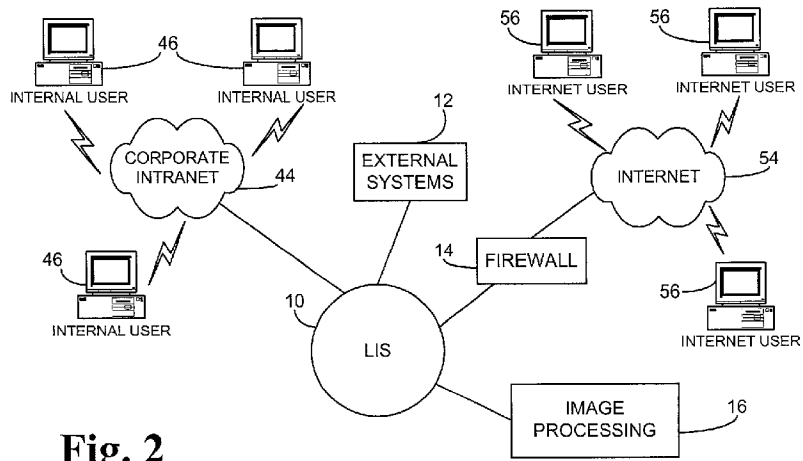 46
INTERNAL USER
INTERNAL USER
56
INTERNET USER
56
INTERNET USER
CORPORATE
INTRANET
44
12
EXTERNAL
SYSTEMS
INTERNET
54
46
INTERNAL USER
14
FIREWALL
56
INTERNET USER
10
LIS
IMAGE
PROCESSING
16
Fig. 2